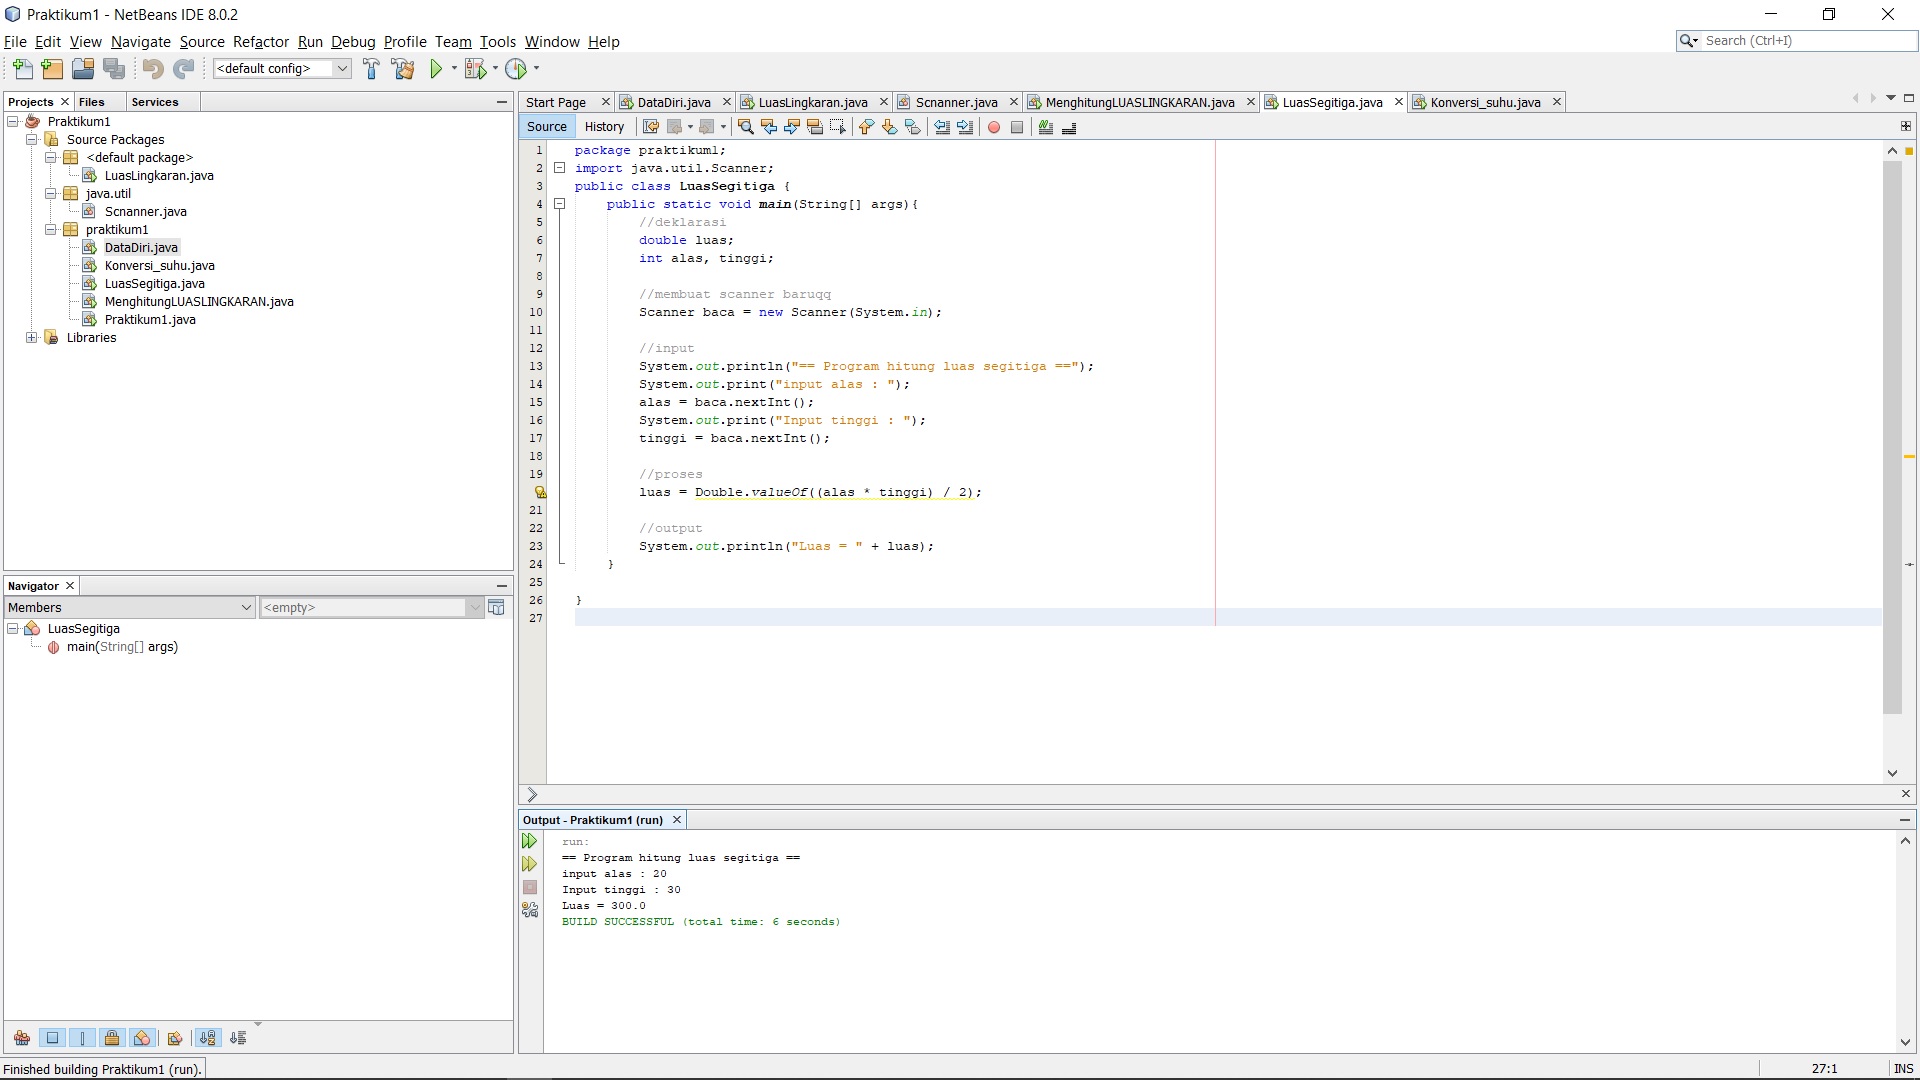 Praktikum1 - NetBeans IDE 8.0.2
File Edit View Navigate Source Refactor Run Debug Profile Team Tools Window Help
Search (Ctrl+I)
<default config>
Projects Files Services
Praktikum1
Source Packages
<default package>
LuasLingkaran.java
java.util
Scnanner.java
praktikum1
DataDiri.java
Konversi_suhu.java
LuasSegitiga.java
MenghitungLUASLINGKARAN.java
Praktikum1.java
Libraries
Navigator
Members <empty>
LuasSegitiga
main(String[] args)
Start Page DataDiri.java LuasLingkaran.java Scnanner.java MenghitungLUASLINGKARAN.java LuasSegitiga.java Konversi_suhu.java
Source History
1 package praktikum1;
2 import java.util.Scanner;
3 public class LuasSegitiga {
4 public static void main(String[] args){
5 //deklarasi
6 double luas;
7 int alas, tinggi;
8
9 //membuat scanner baruqq
10 Scanner baca = new Scanner(System.in);
11
12 //input
13 System.out.println("== Program hitung luas segitiga ==");
14 System.out.print("input alas : ");
15 alas = baca.nextInt();
16 System.out.print("Input tinggi : ");
17 tinggi = baca.nextInt();
18
19 //proses
luas = Double.valueOf((alas * tinggi) / 2);
21
22 //output
23 System.out.println("Luas = " + luas);
24 }
25
26 }
27
Output - Praktikum1 (run)
run:
== Program hitung luas segitiga ==
input alas : 20
Input tinggi : 30
Luas = 300.0
BUILD SUCCESSFUL (total time: 6 seconds)
Finished building Praktikum1 (run).
27:1 INS